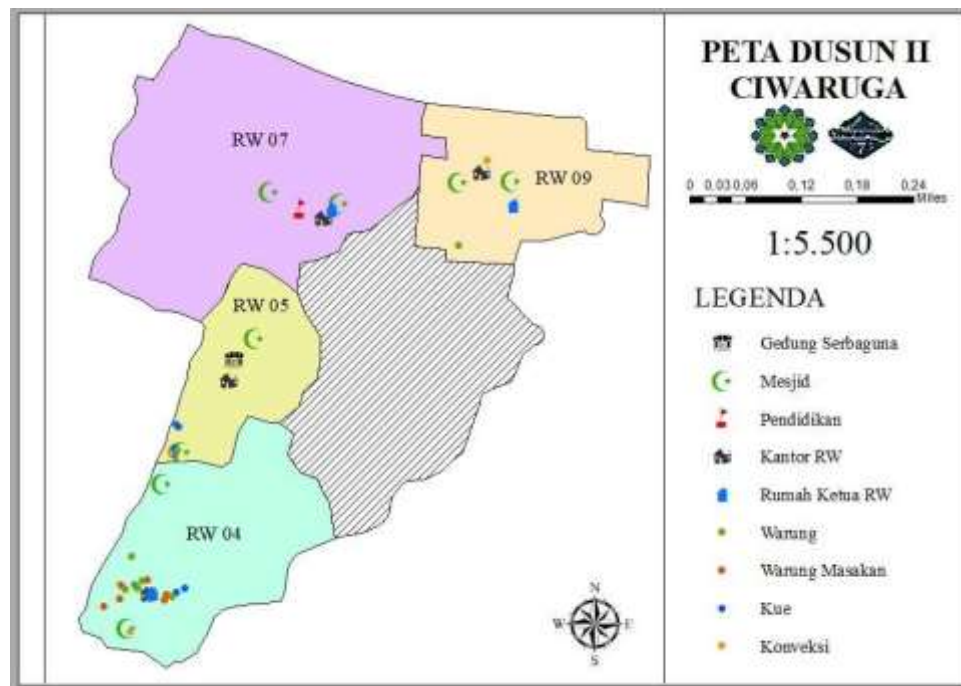 PETA DUSUN II
CIWARUGA
Ciwaruga
0 0,03 0,06 0,12 0,18 0,24
Miles
1:5.500
LEGENDA
Gedung Serbaguna
Mesjid
Pendidikan
Kantor RW
Rumah Ketua RW
Warung
Warung Masakan
Kue
Konveksi
RW 07
RW 09
RW 05
RW 04
N
W E
S